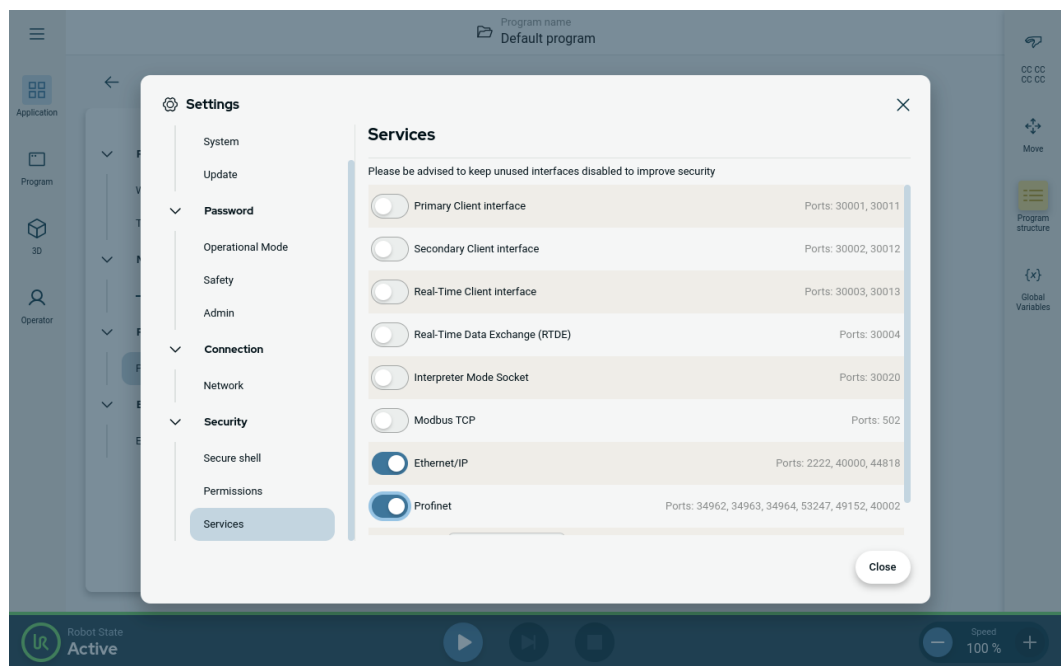 Program name
Default program
Application
Program
3D
Operator
CC CC
CC CC
Move
Program
structure
{x}
Global
Variables
Settings
System
Update
Password
Operational Mode
Safety
Admin
Connection
Network
Security
Secure shell
Permissions
Services
Services
Please be advised to keep unused interfaces disabled to improve security
Primary Client interface Ports: 30001, 30011
Secondary Client interface Ports: 30002, 30012
Real-Time Client interface Ports: 30003, 30013
Real-Time Data Exchange (RTDE) Ports: 30004
Interpreter Mode Socket Ports: 30020
Modbus TCP Ports: 502
Ethernet/IP Ports: 2222, 40000, 44818
Profinet Ports: 34962, 34963, 34964, 53247, 49152, 40002
Close
UR
Robot State
Active
Speed
100 %